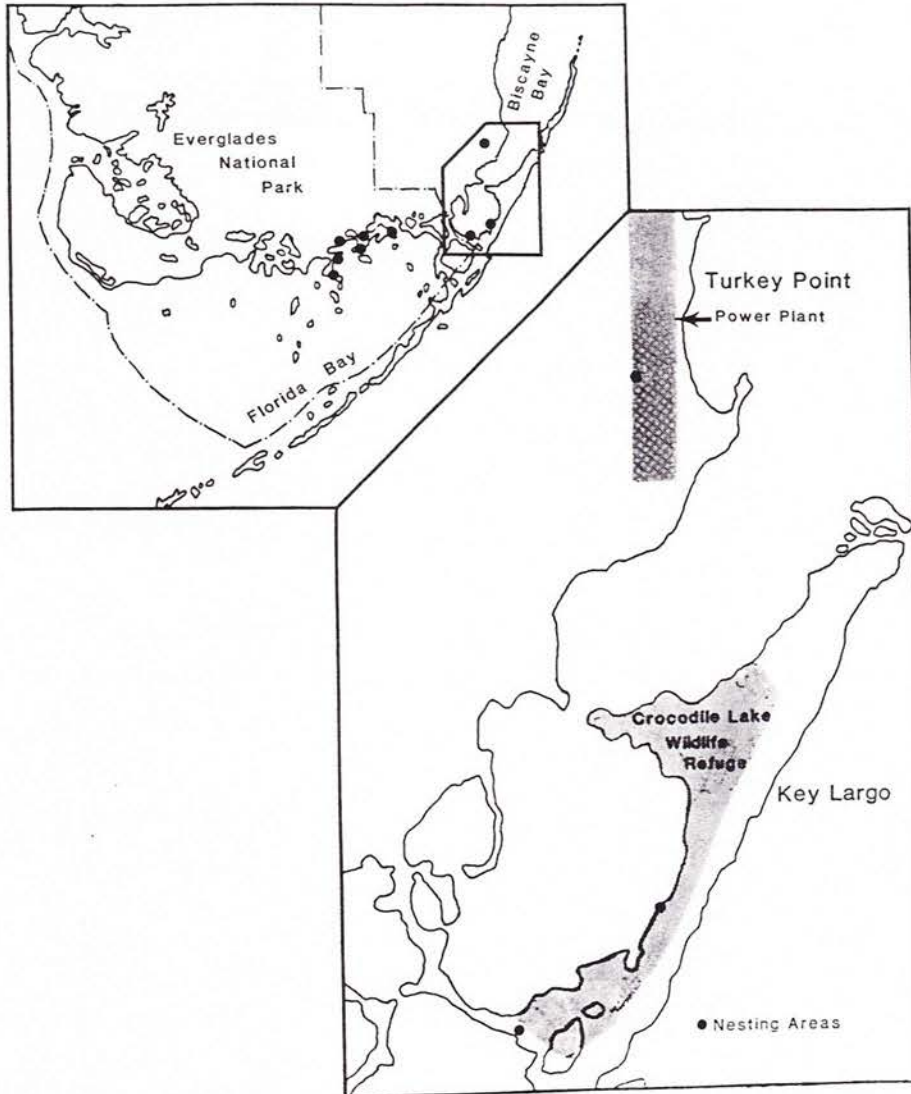 Biscayne
Bay
Everglades
National
Park
Florida Bay
Turkey Point
Power Plant
Crocodile Lake
Wildlife
Refuge
Key Largo
Nesting Areas